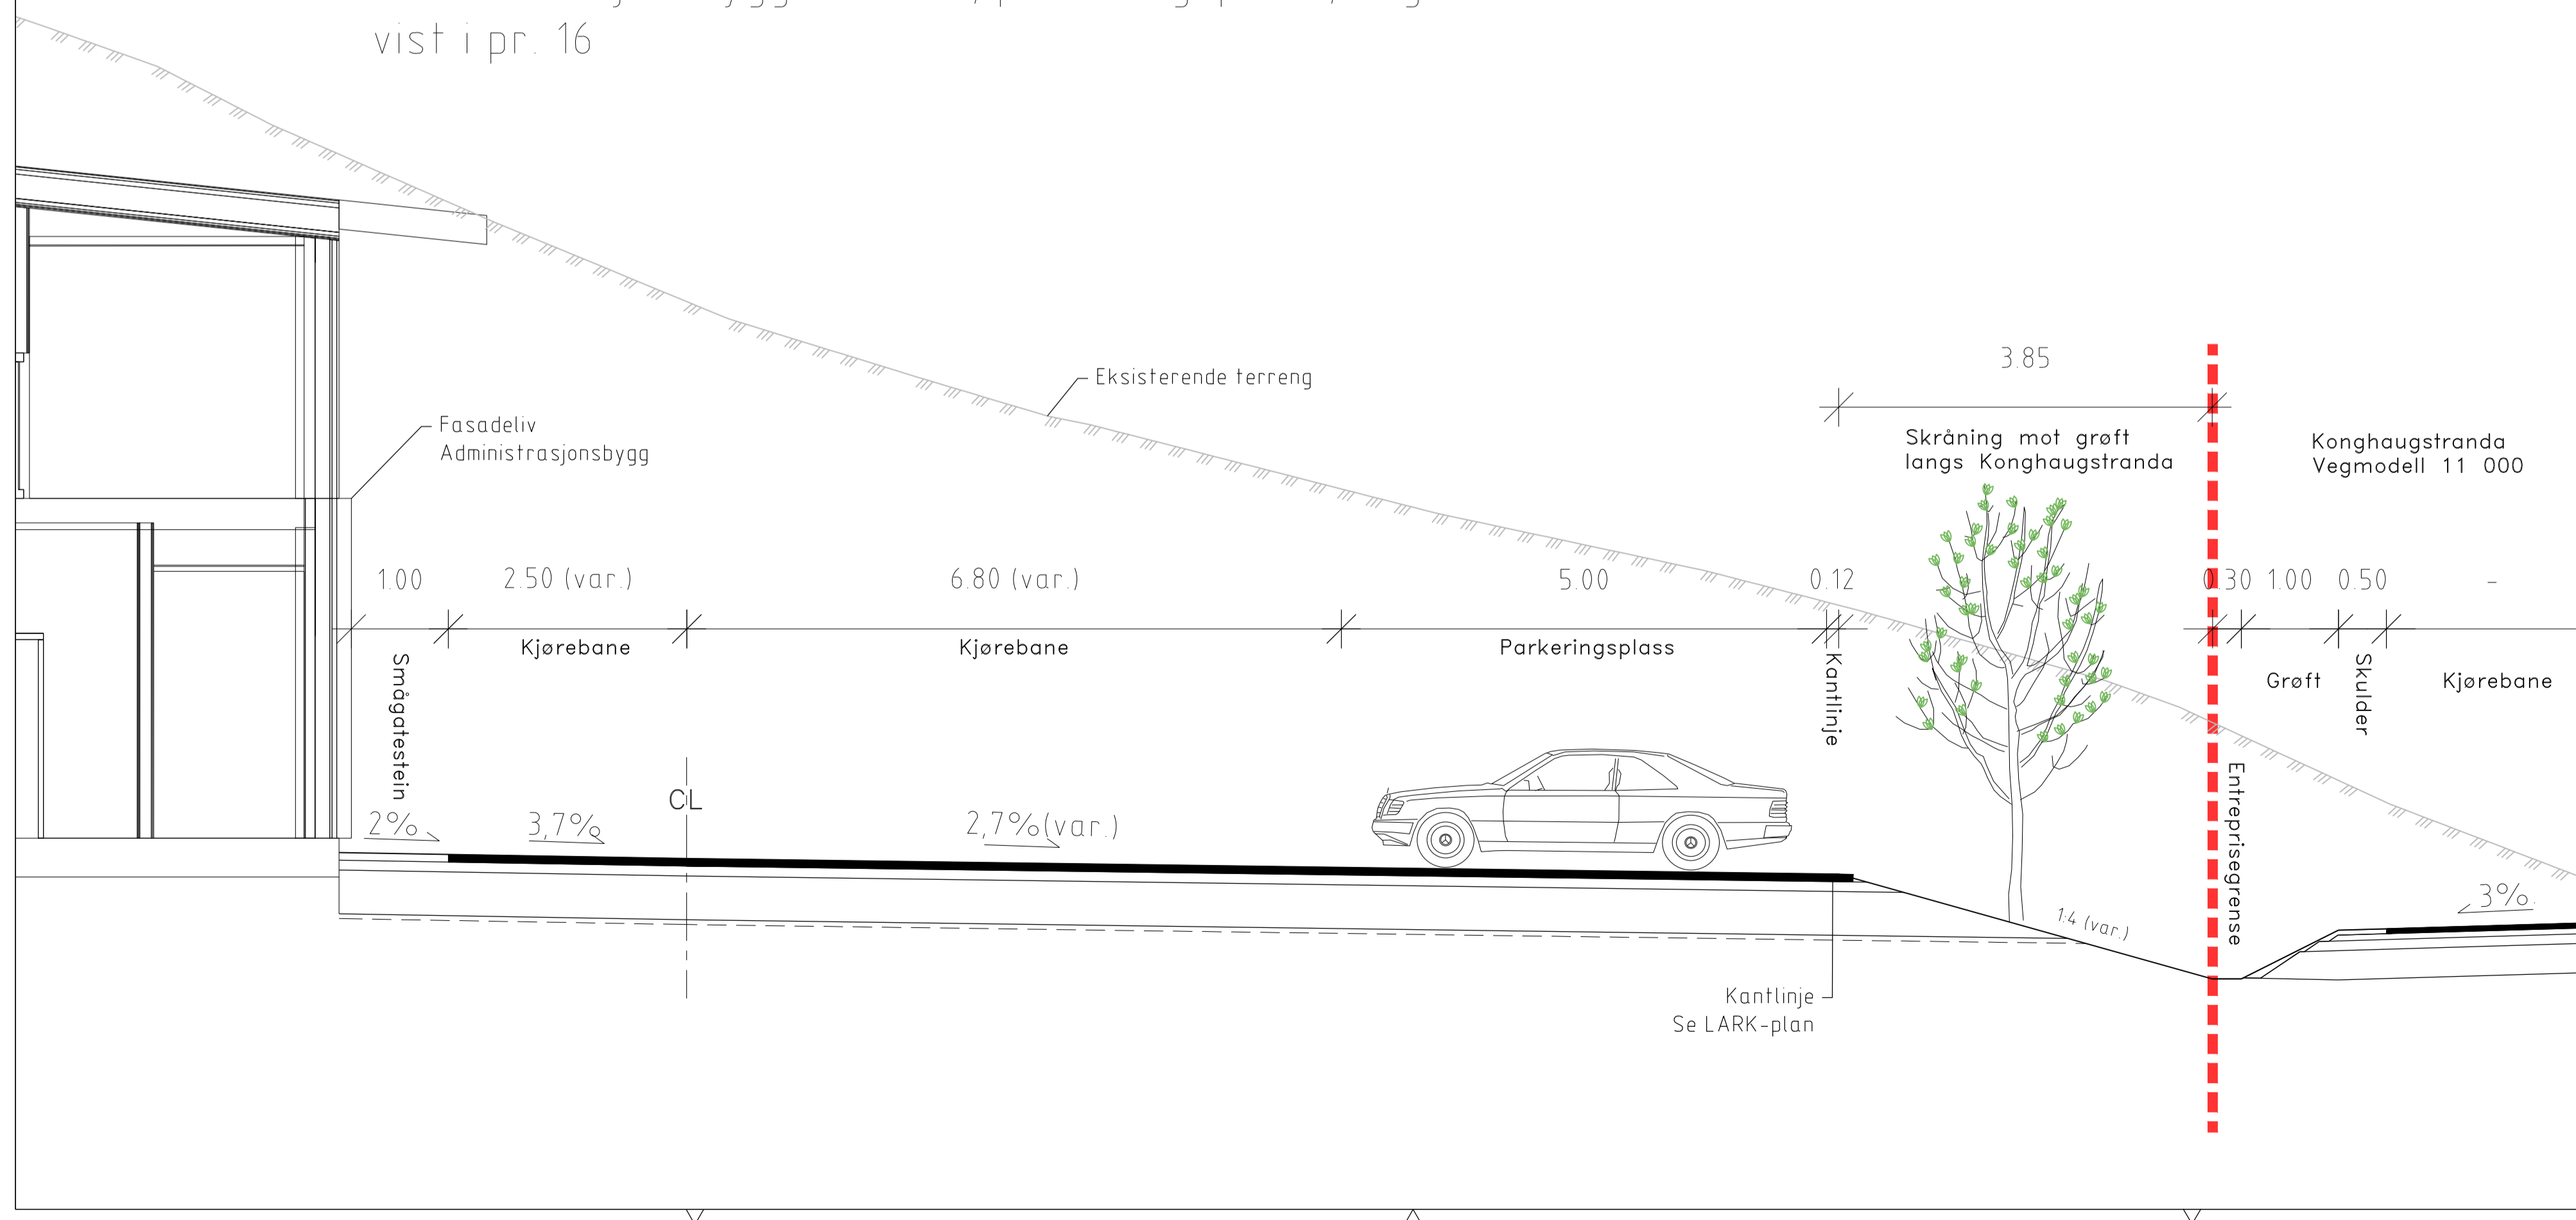 vist i pr. 16
Eksisterende terreng
3.85
Fasadeliv
Administrasjonsbygg
Skråning mot grøft
langs Konghaugstranda
Konghaugstranda
Vegmodell 11 000
1.00
2.50 (var.)
6.80 (var.)
5.00
0.12
0.30
1.00
0.50
-
Smågatestein
Kjørebane
Kjørebane
Parkeringsplass
Kantlinje
Grøft
Skulder
Kjørebane
CL
2%
3,7%
2,7%(var.)
Entreprisegrense
1:4 (var.)
3%
Kantlinje
Se LARK-plan